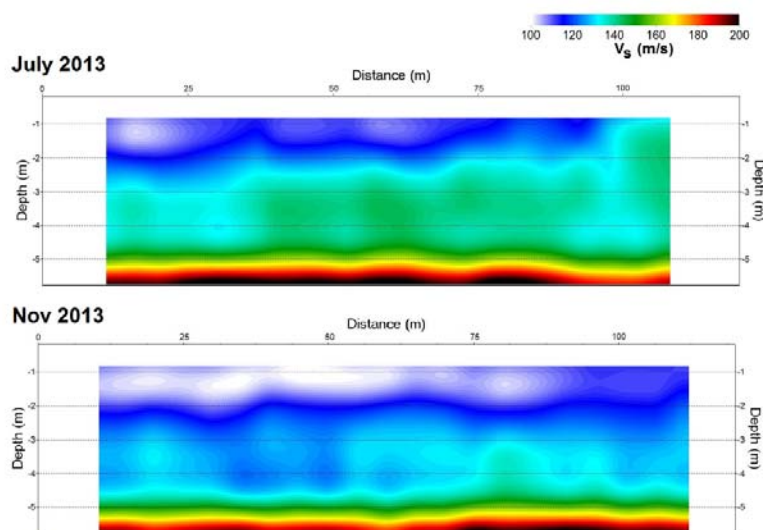 100 120 140 160 180 200
Vs (m/s)
July 2013
Distance (m)
0 25 50 75 100
-1 -1
-2 -2
-3 -3
-4 -4
-5 -5
Depth (m) Depth (m)
Nov 2013
Distance (m)
0 25 50 75 100
-1 -1
-2 -2
-3 -3
-4 -4
-5 -5
Depth (m) Depth (m)